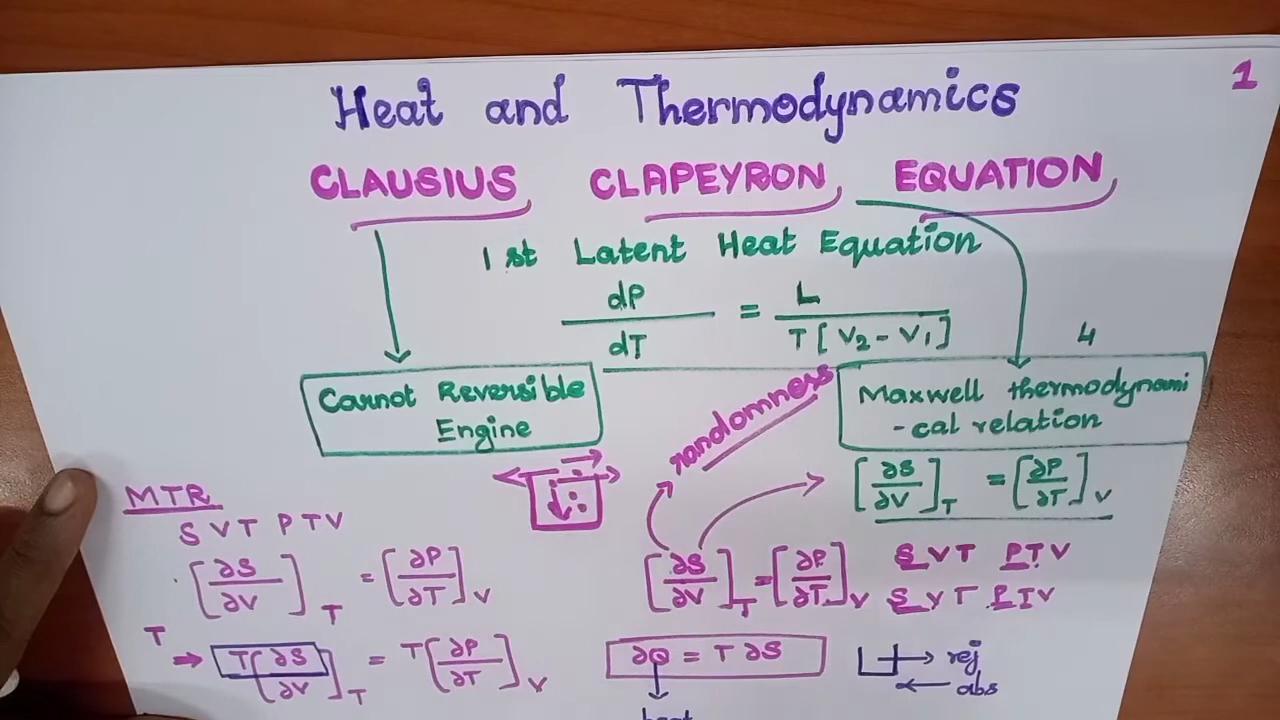 1
Heat and Thermodynamics
CLAUSIUS CLAPEYRON EQUATION
1st Latent Heat Equation
dP/dT = L/T[V₂-V₁]
4
Carnot Reversible
Engine
Maxwell thermodynami
-cal relation
randomness
[∂S/∂V]T = [∂P/∂T]V
MTR
S V T P T V
[∂S/∂V]T = [∂P/∂T]V
[∂S/∂V]T = [∂P/∂T]V
S V T P T V
S V T P T V
T
⇒ T[∂S/∂V]T = T[∂P/∂T]V
∂Q = T ∂S
rej
abs
heat